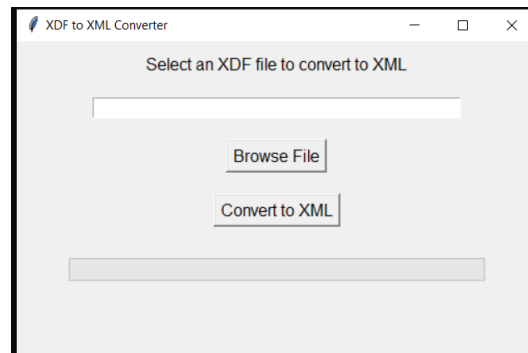 XDF to XML Converter
Select an XDF file to convert to XML
Browse File
Convert to XML